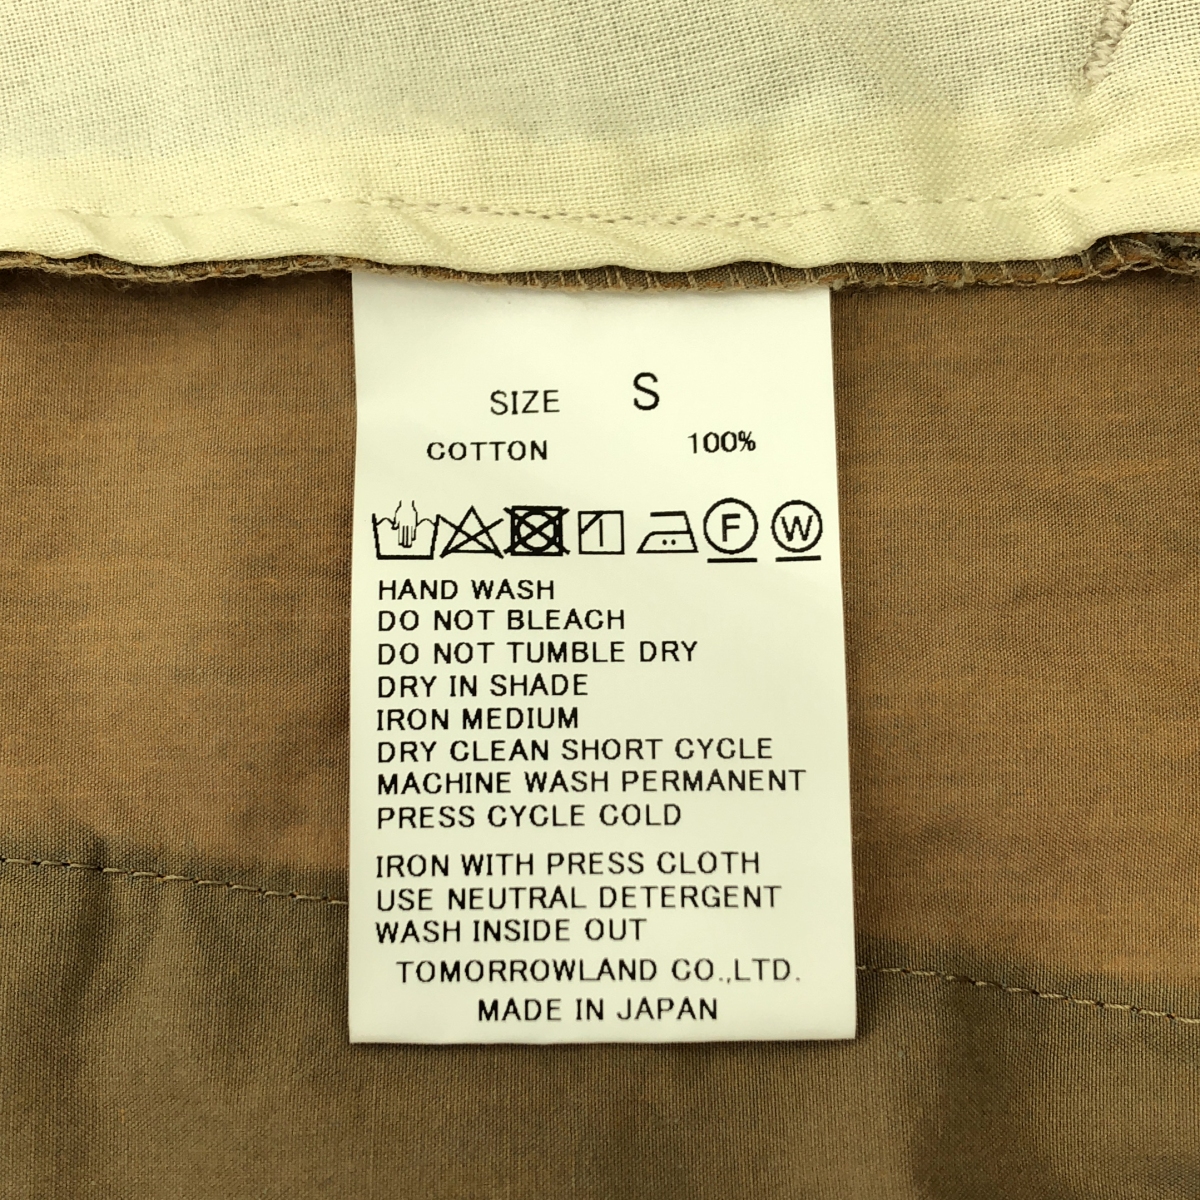 SIZE S
COTTON 100%
F W
HAND WASH
DO NOT BLEACH
DO NOT TUMBLE DRY
DRY IN SHADE
IRON MEDIUM
DRY CLEAN SHORT CYCLE
MACHINE WASH PERMANENT
PRESS CYCLE COLD
IRON WITH PRESS CLOTH
USE NEUTRAL DETERGENT
WASH INSIDE OUT
TOMORROWLAND CO.,LTD.
MADE IN JAPAN